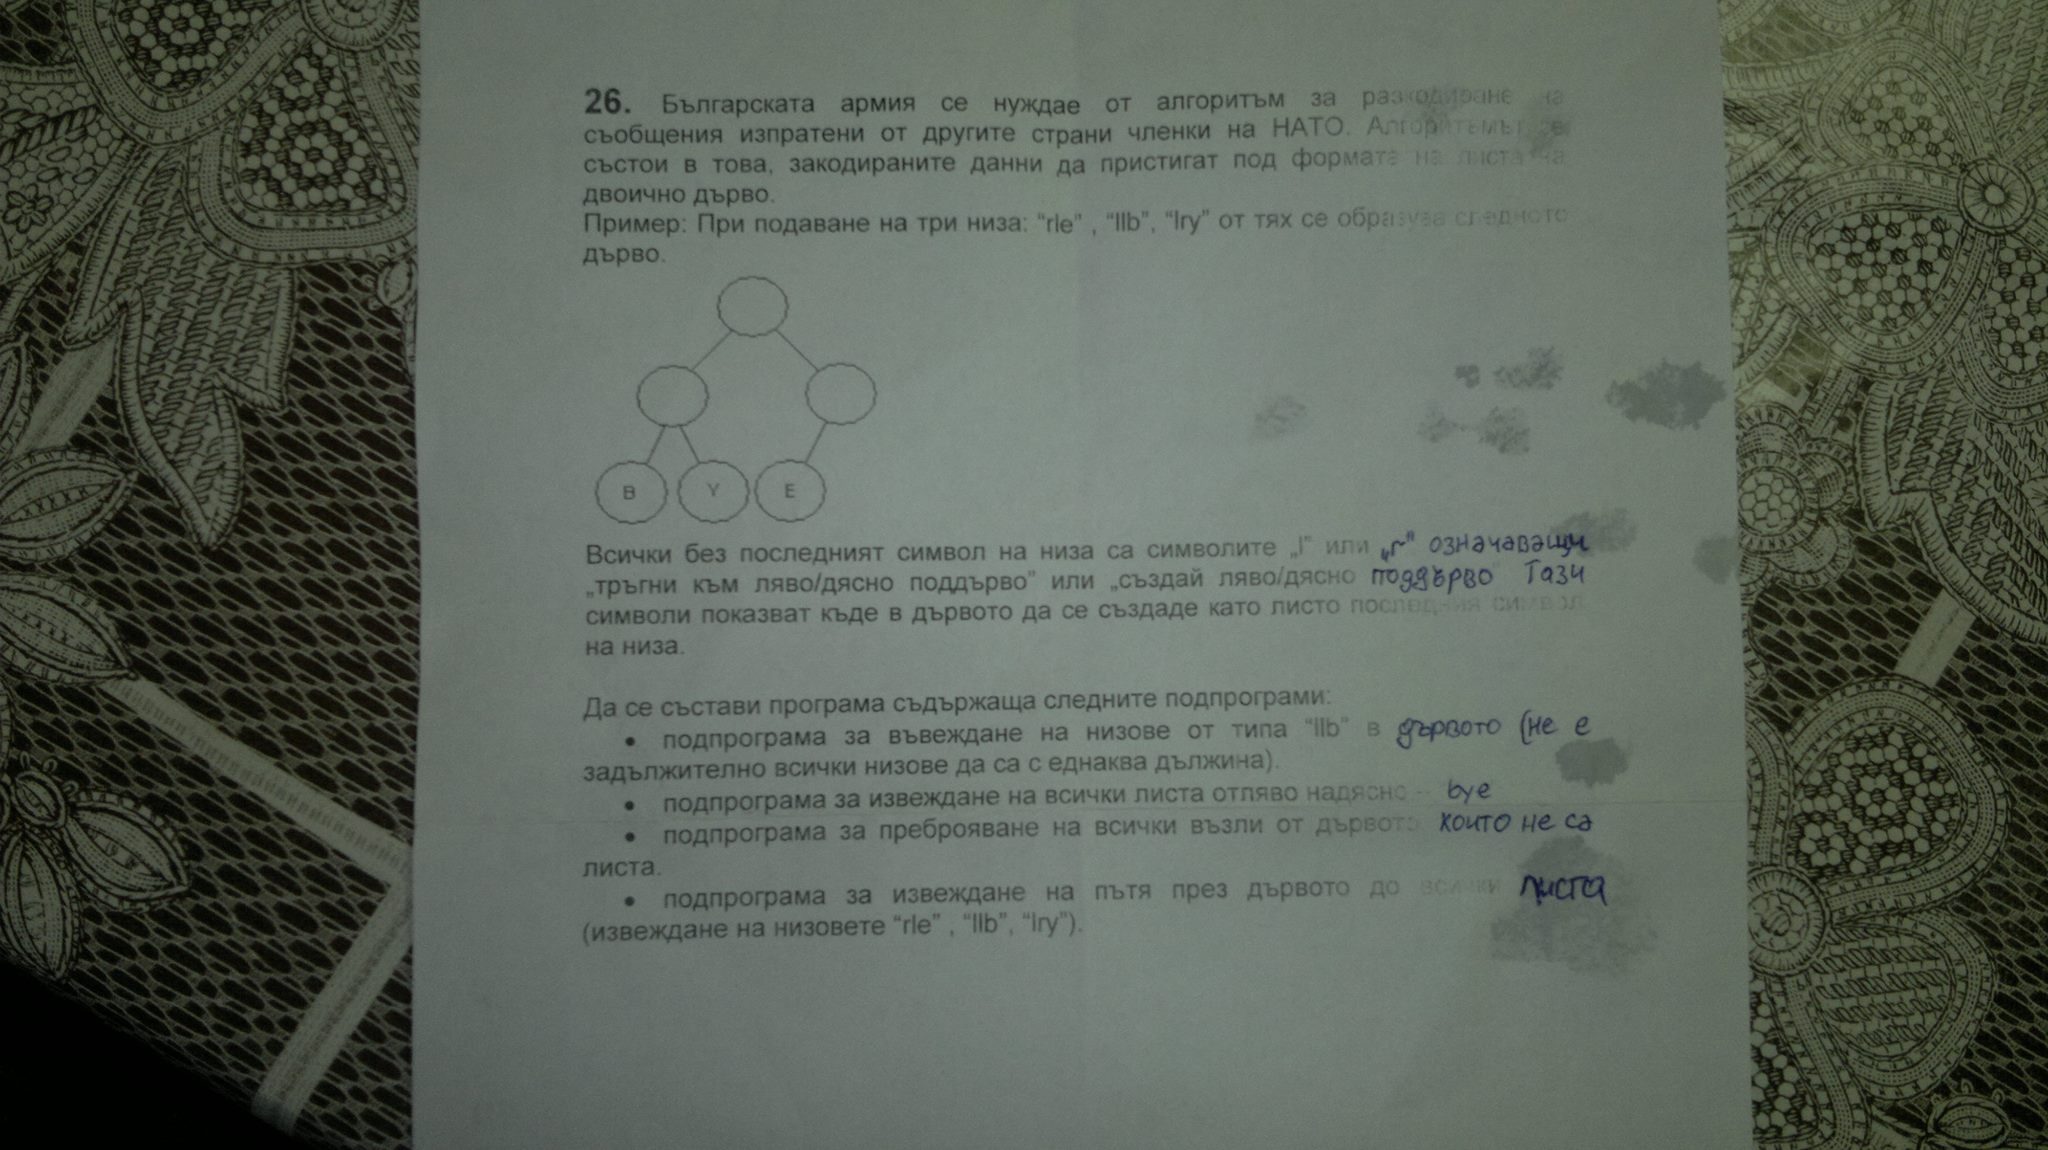 26. Българската армия се нуждае от алгоритъм за разкодиране на
съобщения изпратени от другите страни членки на НАТО. Алгоритъмът се
състои в това, закодираните данни да пристигат под формата на листа на
двоично дърво.
Пример: При подаване на три низа: “rle” , “llb”, “lry” от тях се образува следното
дърво.
B Y E
Всички без последният символ на низа са символите „l” или „r” означаващи
„тръгни към ляво/дясно поддърво” или „създай ляво/дясно поддърво Тази
символи показват къде в дървото да се създаде като листо последния символ
на низа.
Да се състави програма съдържаща следните подпрограми:
• подпрограма за въвеждане на низове от типа “llb” в дървото (не е
задължително всички низове да са с еднаква дължина).
• подпрограма за извеждане на всички листа отляво надясно – bye
• подпрограма за преброяване на всички възли от дървото които не са
листа.
• подпрограма за извеждане на пътя през дървото до всички листа
(извеждане на низовете “rle” , “llb”, “lry”).